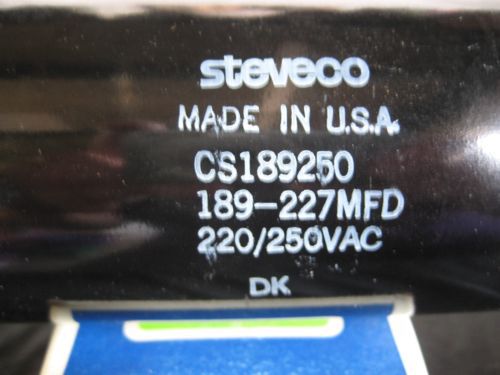 steveco
MADE IN U.S.A.
CS189250
189-227MFD
220/250VAC
DK